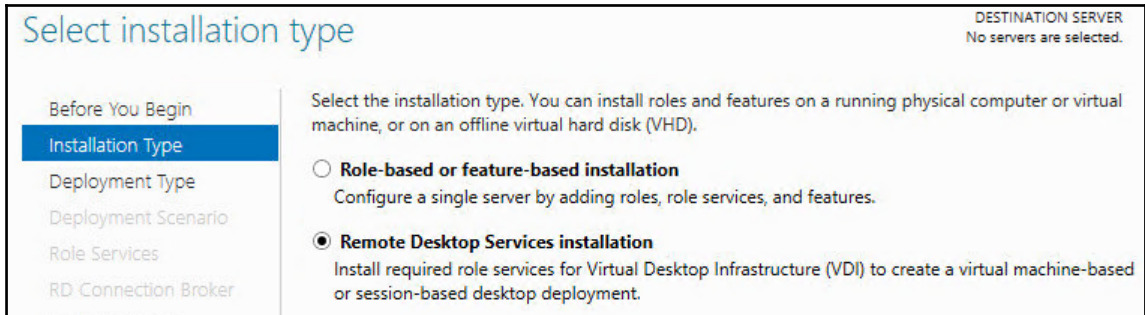 Select installation type
DESTINATION SERVER
No servers are selected.
Before You Begin
Installation Type
Deployment Type
Deployment Scenario
Role Services
RD Connection Broker
Select the installation type. You can install roles and features on a running physical computer or virtual
machine, or on an offline virtual hard disk (VHD).
Role-based or feature-based installation
Configure a single server by adding roles, role services, and features.
Remote Desktop Services installation
Install required role services for Virtual Desktop Infrastructure (VDI) to create a virtual machine-based
or session-based desktop deployment.